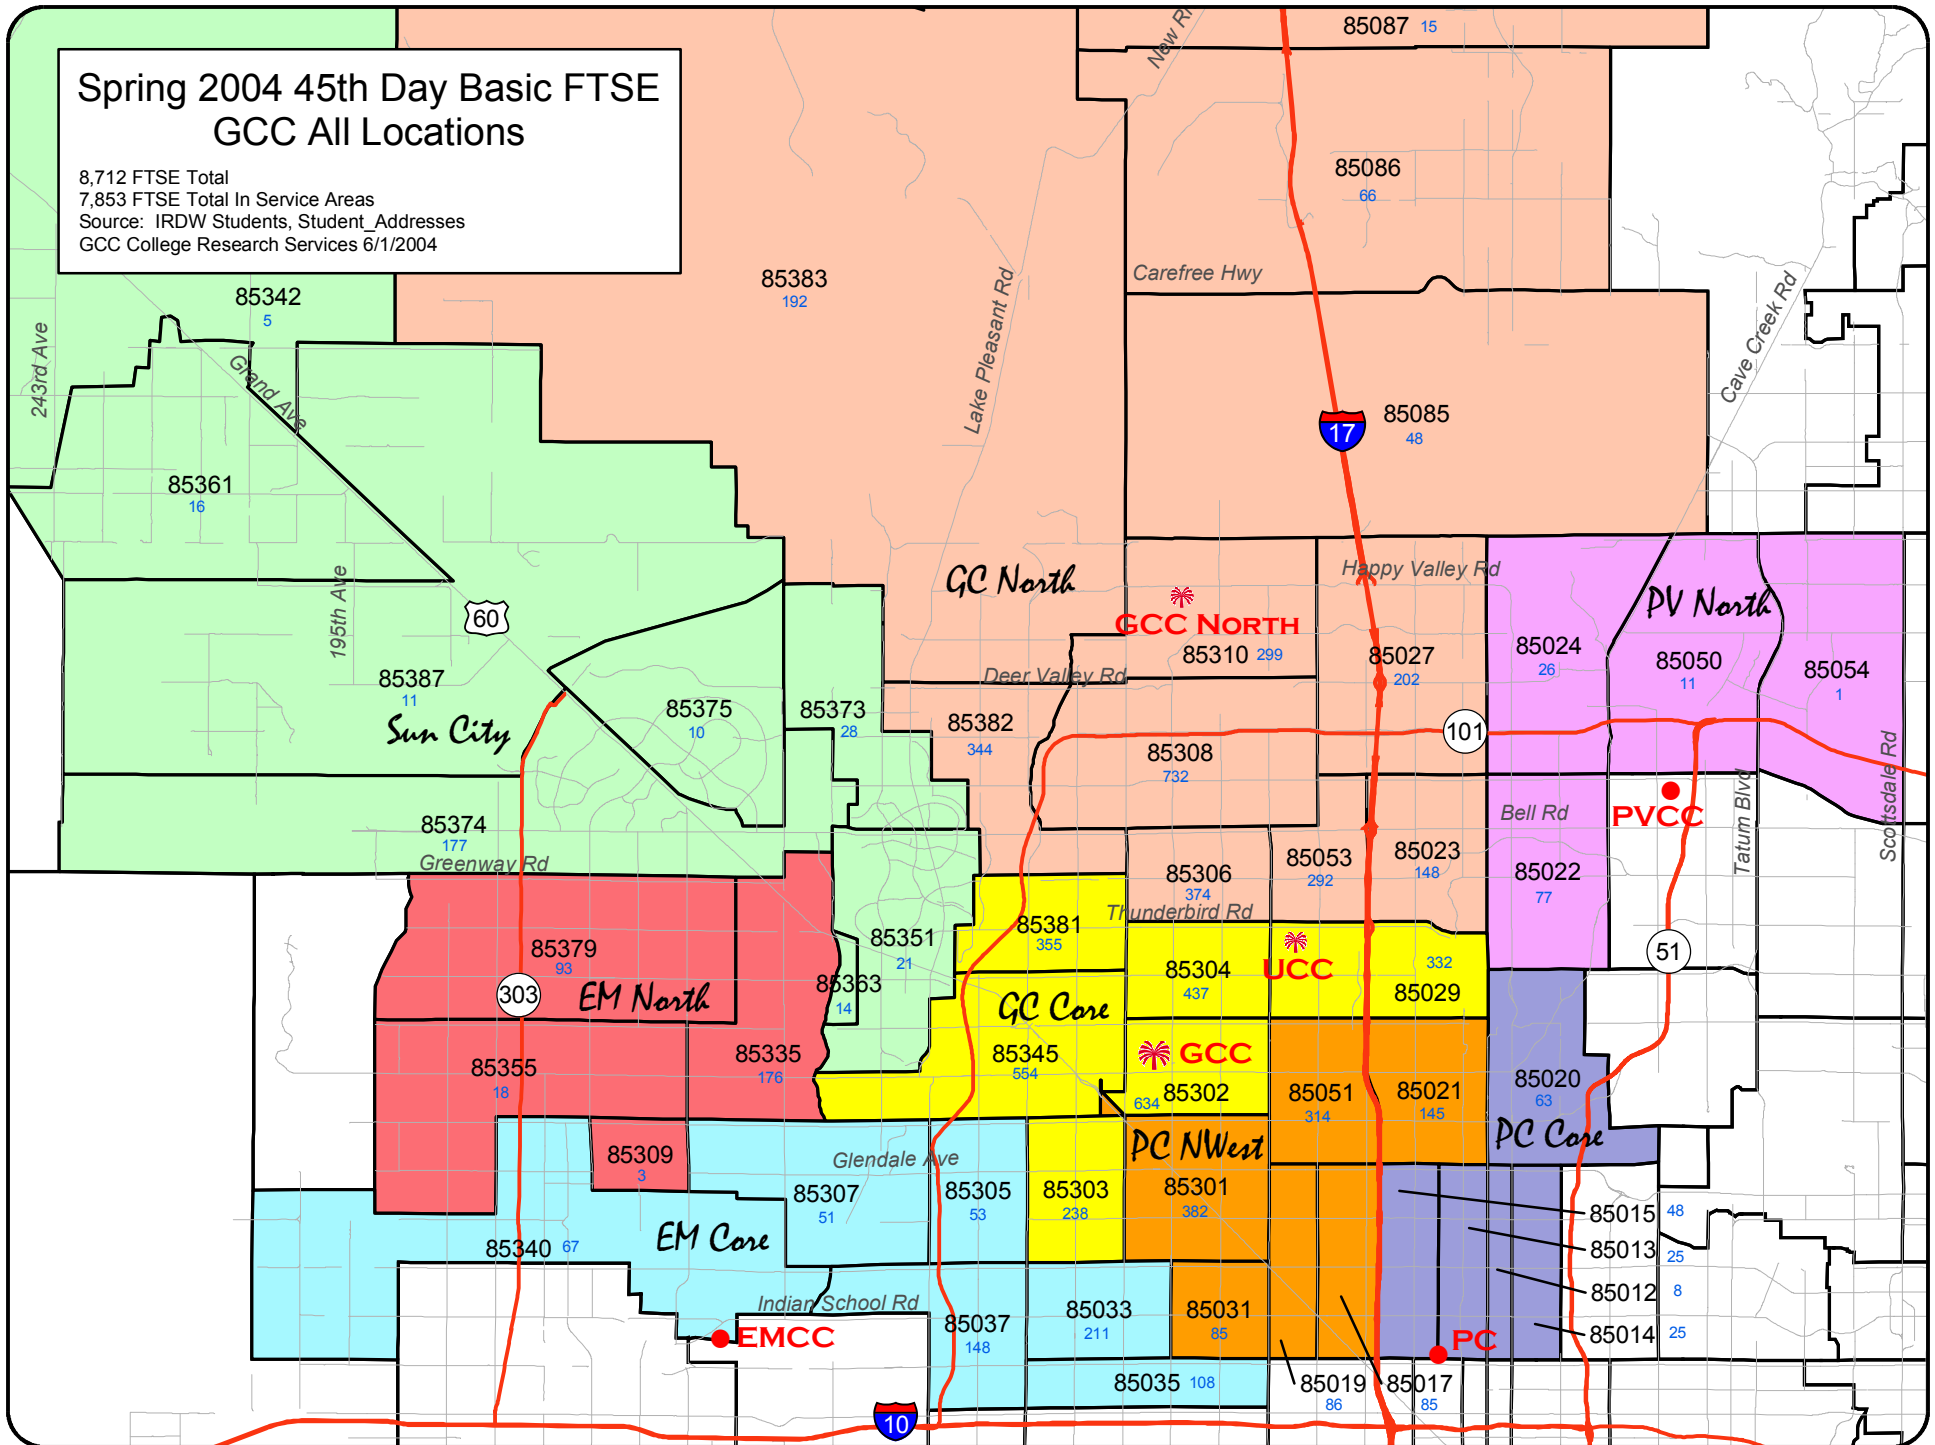 Spring 2004 45th Day Basic FTSE
GCC All Locations
8,712 FTSE Total
7,853 FTSE Total In Service Areas
Source: IRDW Students, Student_Addresses
GCC College Research Services 6/1/2004
85087 15
New Ri
85086
66
Carefree Hwy
85383
192
85342
5
243rd Ave
Grand Ave
Lake Pleasant Rd
Cave Creek Rd
17
85085
48
85361
16
195th Ave
60
GC North
GCC North
85310 299
Happy Valley Rd
85027
202
PV North
85024
26
85050
11
85054
1
85387
11
Sun City
85375
10
85373
28
Deer Valley Rd
85382
344
85308
732
101
Scottsdale Rd
Tatum Blvd
PVCC
Bell Rd
85374
177
Greenway Rd
85306
374
85053
292
85023
148
85022
77
Thunderbird Rd
85381
355
85351
21
85379
93
303
EM North
85363
14
GC Core
85304
437
UCC
332
85029
51
85355
18
85335
176
85345
554
GCC
634 85302
85051
314
85021
145
85020
63
PC Core
85309
3
Glendale Ave
PC NWest
85307
51
85305
53
85303
238
85301
382
85015 48
85013 25
85012 8
85014 25
85340 67
EM Core
Indian School Rd
EMCC
85037
148
85033
211
85031
85
PC
85035 108
85019
86
85017
85
10